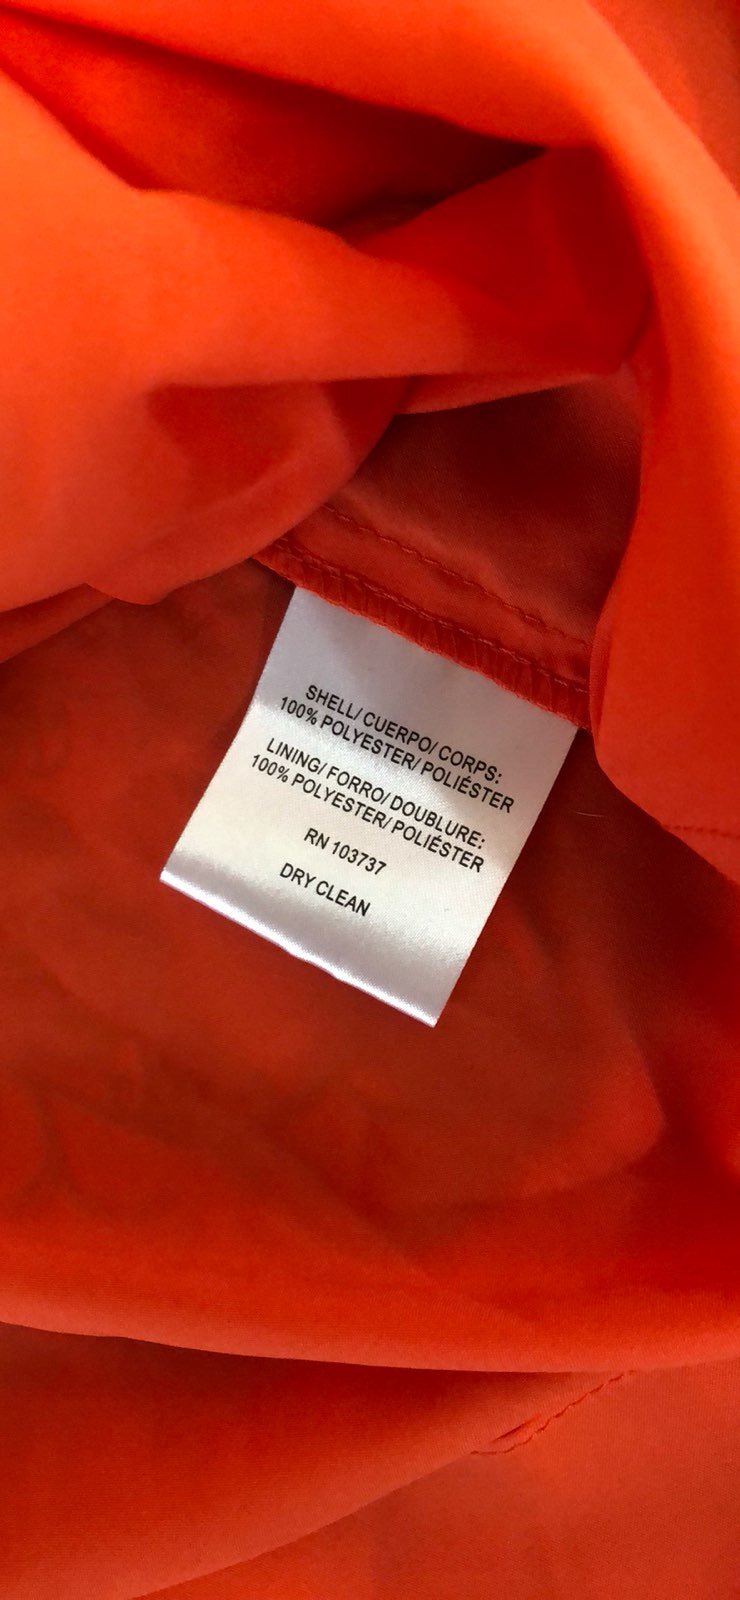 SHELL/ CUERPO/ CORPS:
100% POLYESTER/ POLIÉSTER
LINING/ FORRO/ DOUBLURE:
100% POLYESTER/ POLIÉSTER
RN 103737
DRY CLEAN